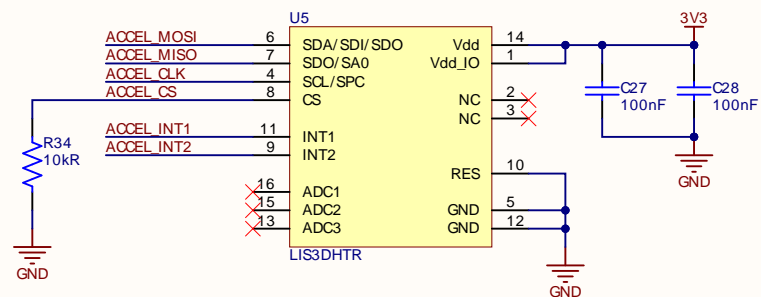 U5
3V3
ACCEL_MOSI 6 SDA/SDI/SDO Vdd 14
ACCEL_MISO 7 SDO/SA0 Vdd_IO 1
ACCEL_CLK 4 SCL/SPC
ACCEL_CS 8 CS NC 2
NC 3
C27
100nF
C28
100nF
ACCEL_INT1 11 INT1
ACCEL_INT2 9 INT2
R34
10kR
RES 10
GND
16 ADC1
15 ADC2 GND 5
13 ADC3 GND 12
LIS3DHTR
GND
GND